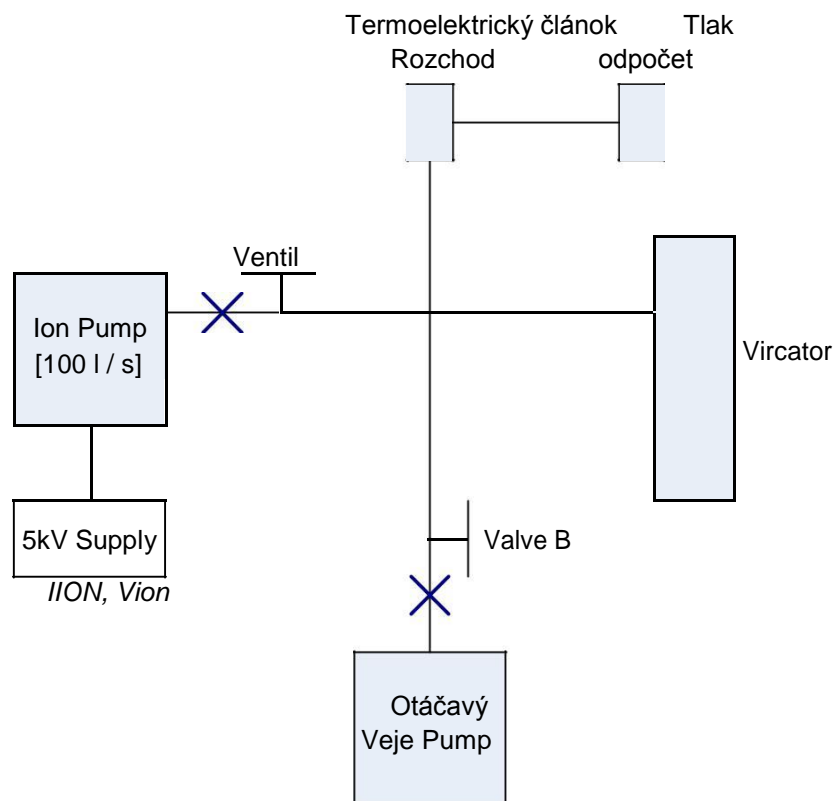 Termoelektrický článok
Rozchod
Tlak
odpočet
Ventil
Ion Pump
[100 l / s]
Vircator
5kV Supply
IION, Vion
Valve B
Otáčavý
Veje Pump